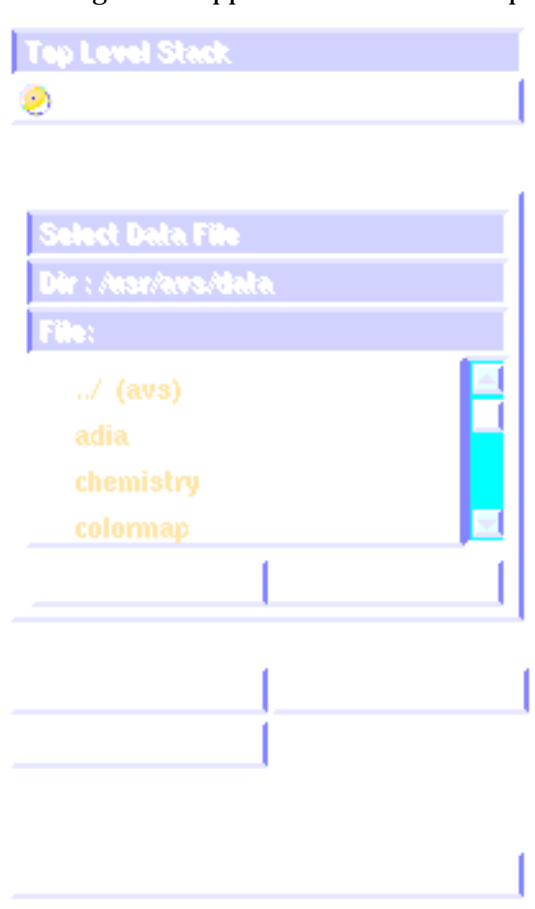 Top Level Stack
Select Data File
Dir : /usr/avs/data
File:
../ (avs)
adia
chemistry
colormap